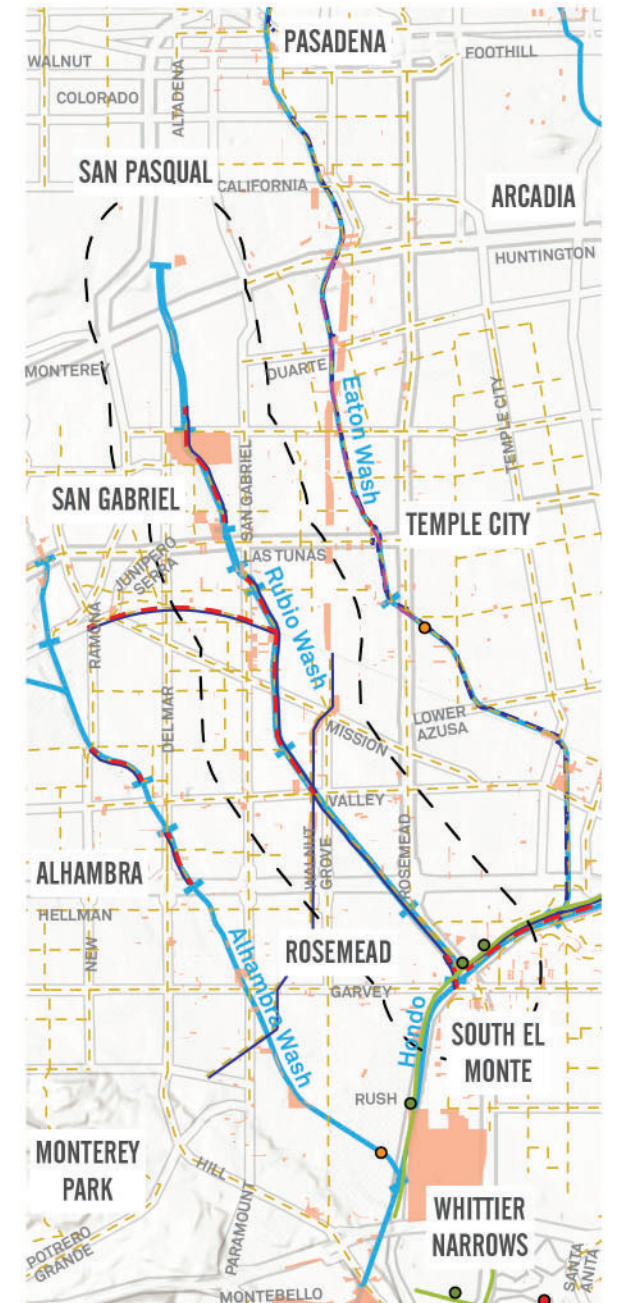 PASADENA
WALNUT
FOOTHILL
COLORADO
ALTADENA
SAN PASQUAL
CALIFORNIA
ARCADIA
HUNTINGTON
MONTEREY
DUARTE
Eaton Wash
TEMPLE CITY
SAN GABRIEL
SAN GABRIEL
TEMPLE CITY
JUNIPERO
SERRA
LAS TUNAS
Rubio Wash
RAMONA
DEL MAR
LOWER
AZUSA
MISSION
VALLEY
WALNUT
GROVE
ROSEMEAD
ALHAMBRA
HELLMAN
NEW
Alhambra Wash
ROSEMEAD
GARVEY
Hondo
SOUTH EL
MONTE
RUSH
MONTEREY
PARK
HILL
PARAMOUNT
WHITTIER
NARROWS
POTRERO
GRANDE
SANTA
ANITA
MONTEBELLO